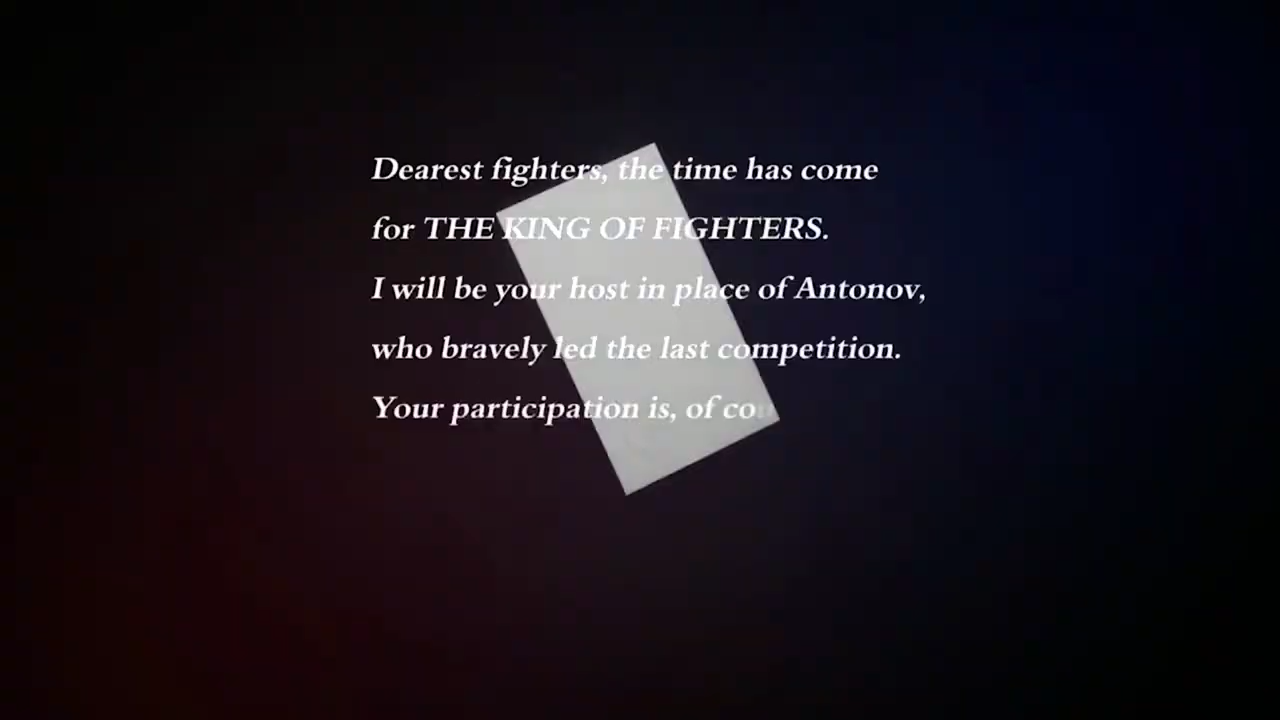 Dearest fighters, the time has come
for THE KING OF FIGHTERS.
I will be your host in place of Antonov,
who bravely led the last competition.
Your participation is, of cou